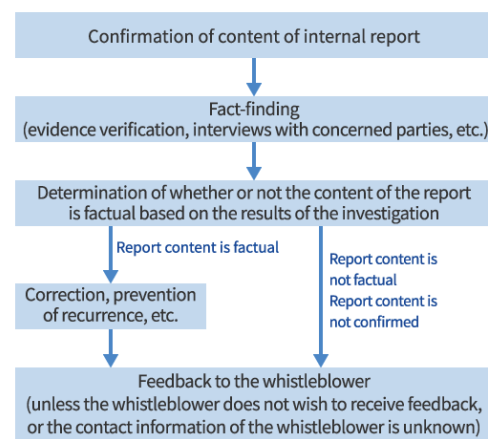 Confirmation of content of internal report
Fact-finding
(evidence verification, interviews with concerned parties, etc.)
Determination of whether or not the content of the report
is factual based on the results of the investigation
Report content is factual
Report content is
not factual
Report content is
not confirmed
Correction, prevention
of recurrence, etc.
Feedback to the whistleblower
(unless the whistleblower does not wish to receive feedback,
or the contact information of the whistleblower is unknown)